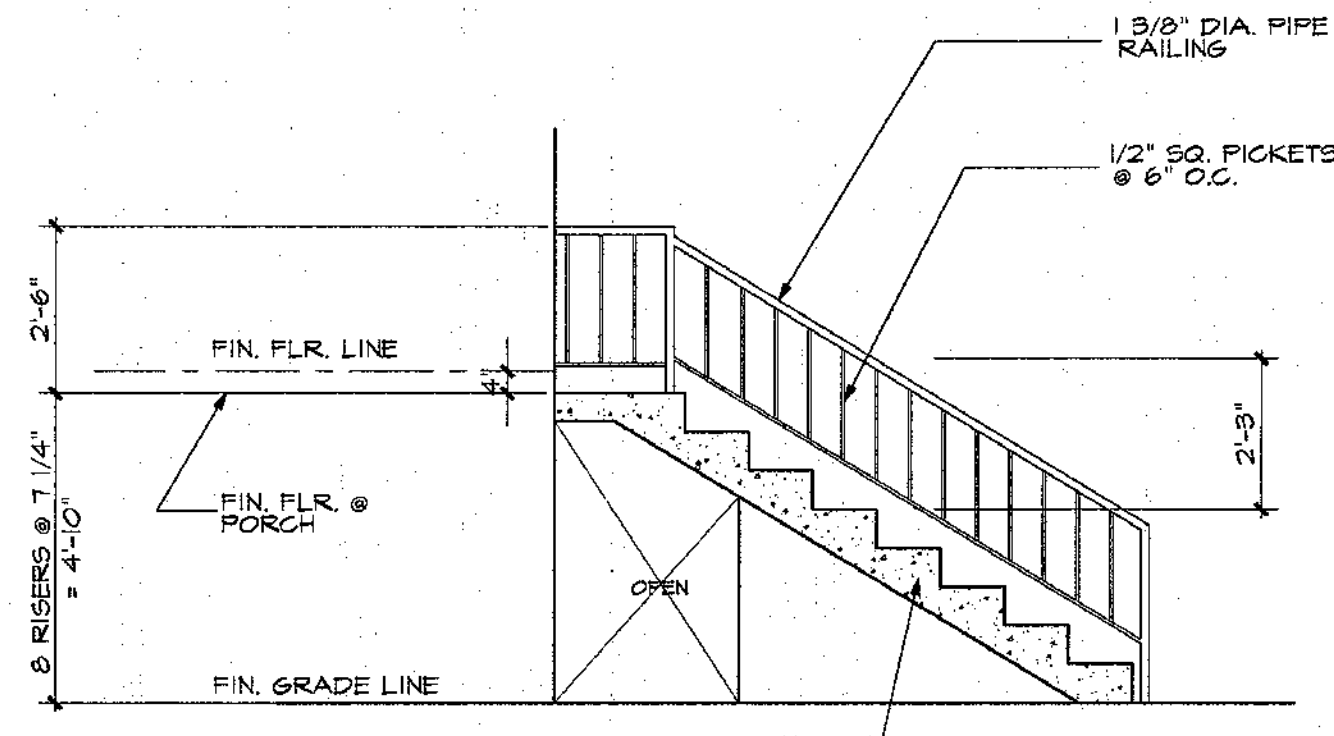 1 3/8" DIA. PIPE
RAILING
1/2" SQ. PICKETS
@ 6" O.C.
2'-6"
FIN. FLR. LINE
4"
2'-3"
FIN. FLR. @
PORCH
8 RISERS @ 7 1/4"
= 4'-10"
OPEN
FIN. GRADE LINE